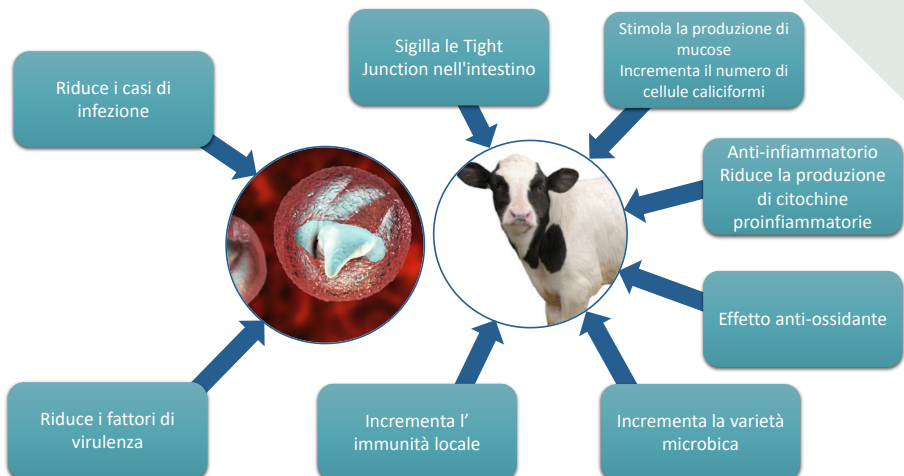 Sigilla le Tight
Junction nell'intestino
Stimola la produzione di
mucose
Incrementa il numero di
cellule caliciformi
Riduce i casi di
infezione
Anti-infiammatorio
Riduce la produzione
di citochine
proinfiammatorie
Effetto anti-ossidante
Riduce i fattori di
virulenza
Incrementa l'
immunità locale
Incrementa la varietà
microbica